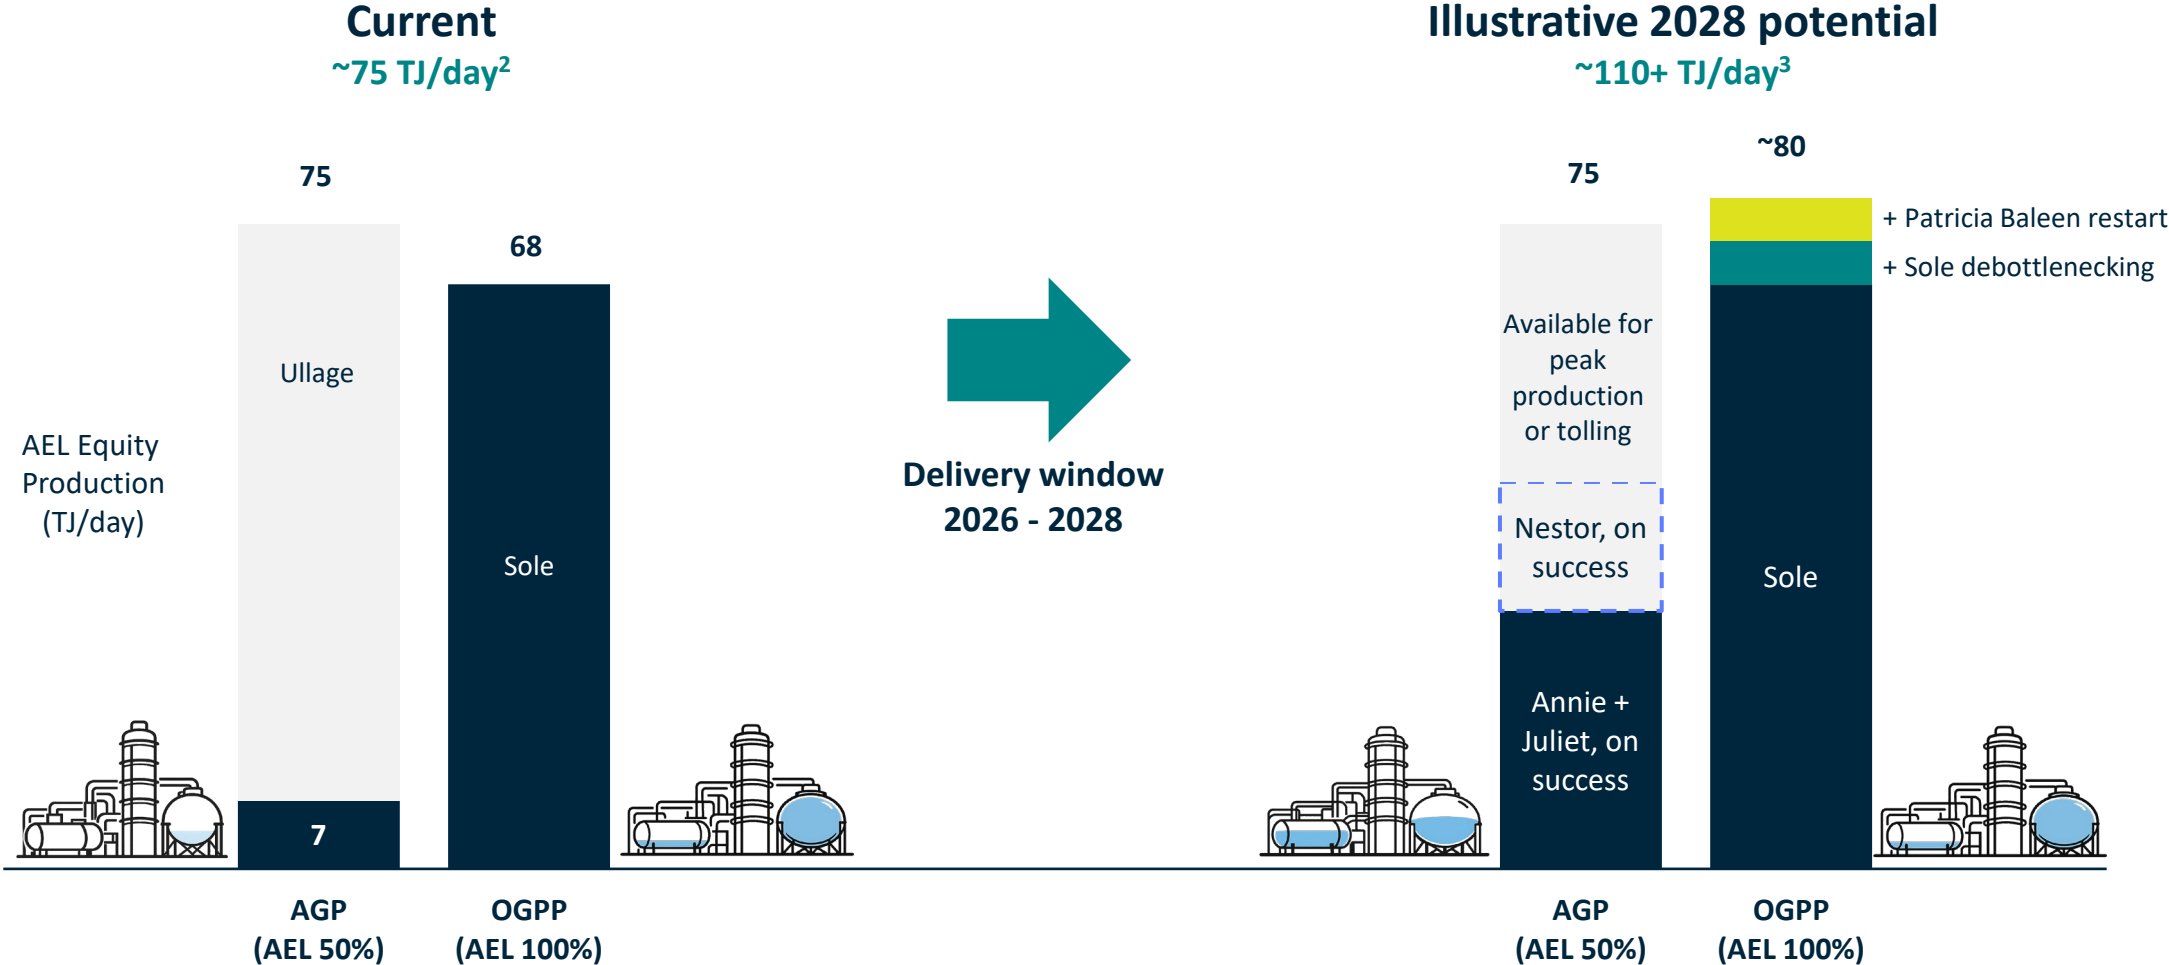 Current
~75 TJ/day²
Illustrative 2028 potential
~110+ TJ/day³
75
68
Ullage
Sole
7
AEL Equity
Production
(TJ/day)
Delivery window
2026 - 2028
75
~80
+ Patricia Baleen restart
+ Sole debottlenecking
Available for
peak
production
or tolling
Nestor, on
success
Annie +
Juliet, on
success
Sole
AGP
(AEL 50%)
OGPP
(AEL 100%)
AGP
(AEL 50%)
OGPP
(AEL 100%)